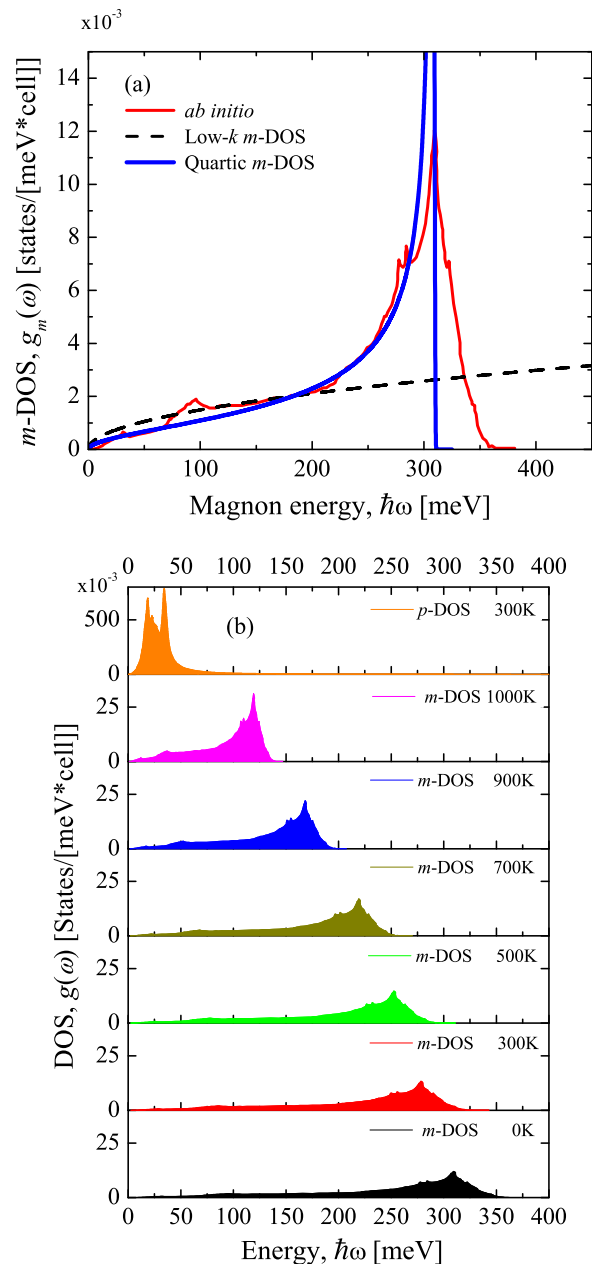 ×10⁻³
14
12
10
8
6
4
2
0
m-DOS, gₘ(ω) [states/[meV*cell]]
(a)
ab initio
Low-k m-DOS
Quartic m-DOS
0 100 200 300 400
Magnon energy, ℏω [meV]
0 50 100 150 200 250 300 350 400
×10⁻³
500
0
(b)
p-DOS 300K
25
0
m-DOS 1000K
25
0
m-DOS 900K
25
0
m-DOS 700K
25
0
m-DOS 500K
25
0
m-DOS 300K
25
0
m-DOS 0K
DOS, g(ω) [States/[meV*cell]]
0 50 100 150 200 250 300 350 400
Energy, ℏω [meV]